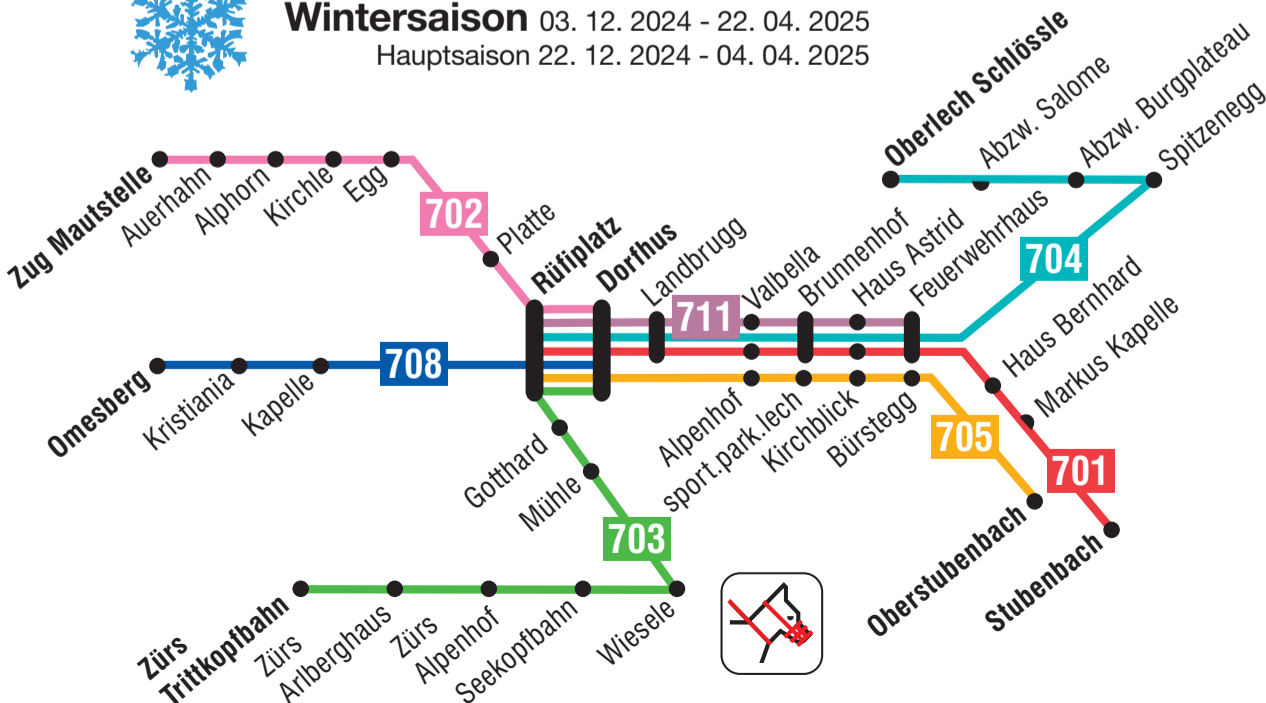 Wintersaison 03. 12. 2024 - 22. 04. 2025
Hauptsaison 22. 12. 2024 - 04. 04. 2025
Oberlech Schlössle
Abzw. Salome
Abzw. Burgplateau
Spitzenegg
Zug Mautstelle
Auerhahn
Alphorn
Kirchle
Egg
702
Platte
Rüfiplatz
Dorfhus
Landbrugg
711
Valbella
Brunnenhof
Haus Astrid
Feuerwehrhaus
704
Haus Bernhard
Markus Kapelle
Omesberg
Kristiania
Kapelle
708
Gotthard
Mühle
703
Alpenhof
sport.park.lech
Kirchblick
Bürstegg
705
701
Oberstubenbach
Stubenbach
Zürs
Trittkopfbahn
Zürs
Arlberghaus
Zürs
Alpenhof
Seekopfbahn
Wiesele